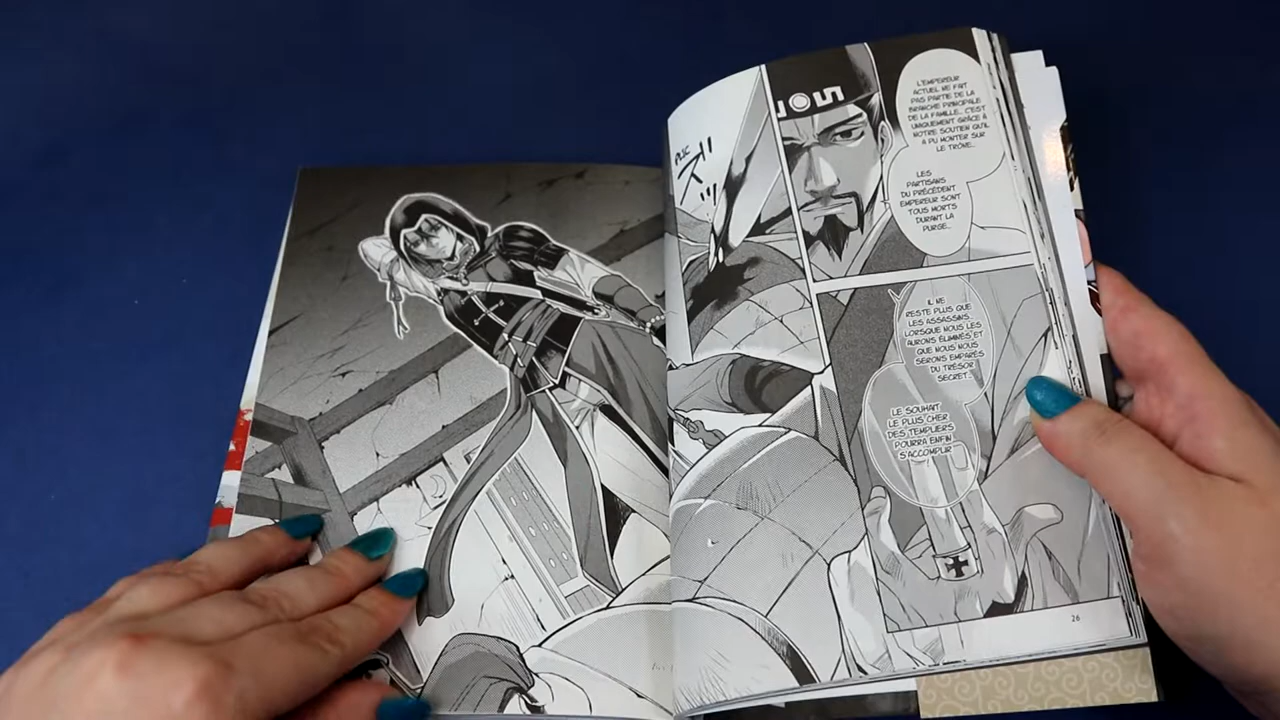 PLIC
ズ
ッ
L'EMPEREUR
ACTUEL NE FAIT
PAS PARTIE DE LA
BRANCHE PRINCIPALE
DE LA FAMILLE... C'EST
UNIQUEMENT GRÂCE À
NOTRE SOUTIEN QU'IL
A PU MONTER SUR
LE TRÔNE...
LES
PARTISANS
DU PRÉCÉDENT
EMPEREUR SONT
TOUS MORTS
DURANT LA
PURGE...
IL NE
RESTE PLUS QUE
LES ASSASSINS...
LORSQUE NOUS LES
AURONS ÉLIMINÉS ET
QUE NOUS NOUS
SERONS EMPARÉS
DU TRÉSOR
SECRET...
LE SOUHAIT
LE PLUS CHER
DES TEMPLIERS
POURRA ENFIN
S'ACCOMPLIR
!
26